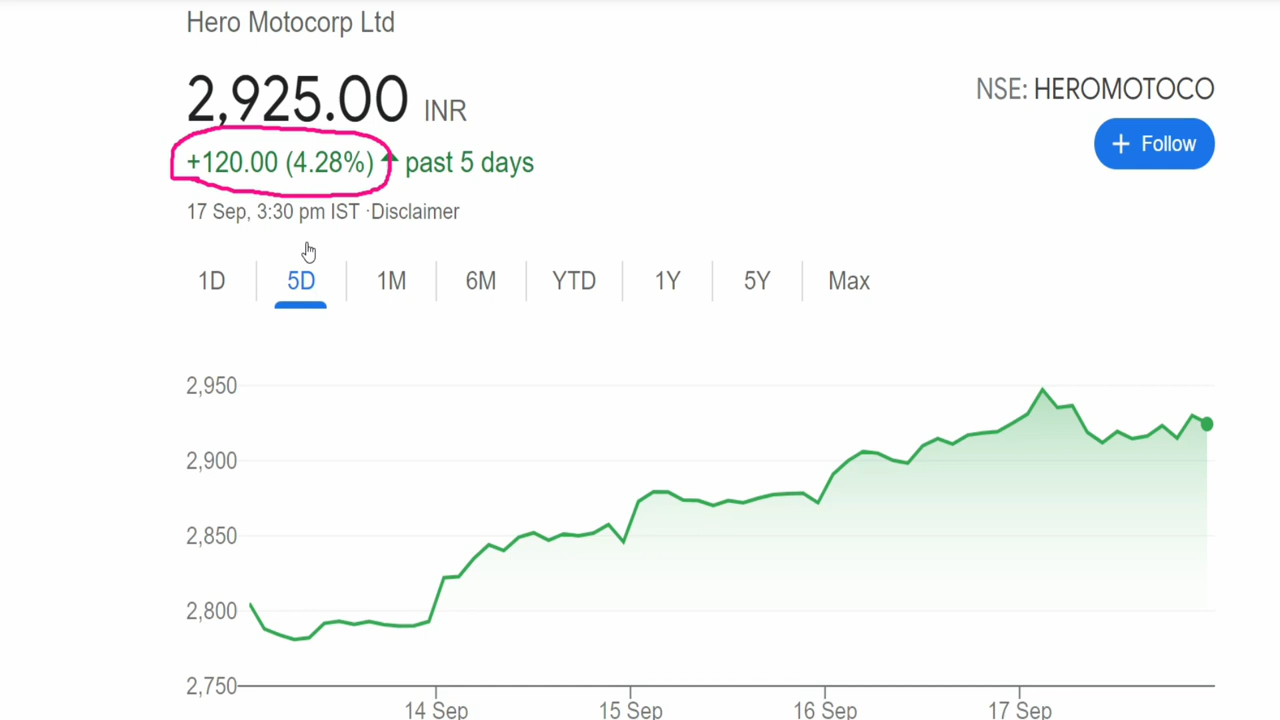 Hero Motocorp Ltd
2,925.00 INR
NSE: HEROMOTOCO
+ Follow
+120.00 (4.28%) past 5 days
17 Sep, 3:30 pm IST · Disclaimer
1D 5D 1M 6M YTD 1Y 5Y Max
2,950
2,900
2,850
2,800
2,750
14 Sep 15 Sep 16 Sep 17 Sep